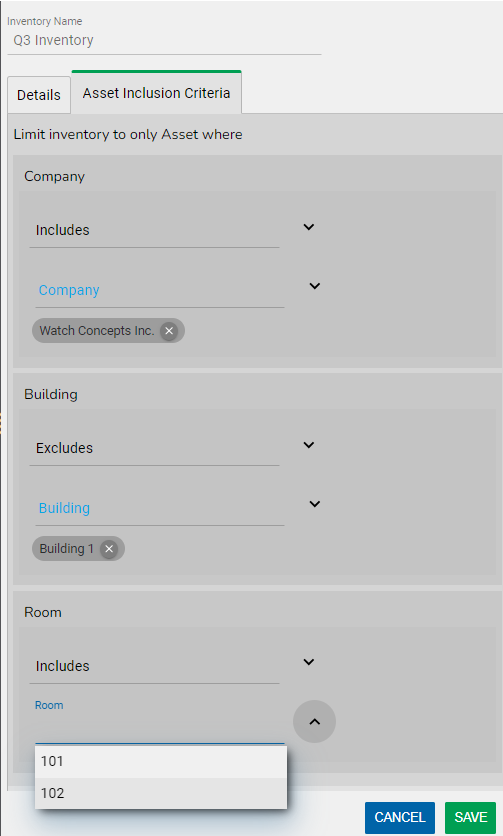 Inventory Name
Q3 Inventory
Details
Asset Inclusion Criteria
Limit inventory to only Asset where
Company
Includes
Company
Watch Concepts Inc.
Building
Excludes
Building
Building 1
Room
Includes
Room
101
102
CANCEL
SAVE